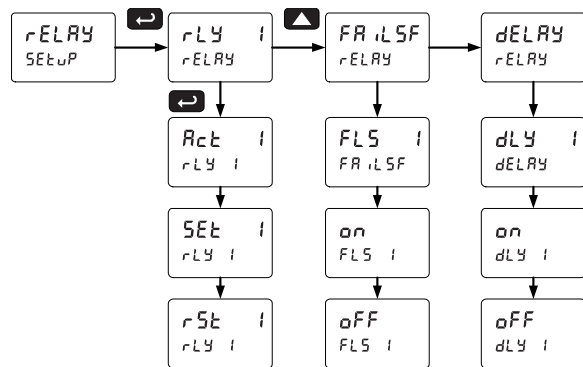 rELAY
SEtuP
rLY 1
rELAY
FAiLSF
rELAY
dELAY
rELAY
Act 1
rLY 1
FLS 1
FAiLSF
dLY 1
dELAY
SEt 1
rLY 1
on
FLS 1
on
dLY 1
rSt 1
rLY 1
oFF
FLS 1
oFF
dLY 1